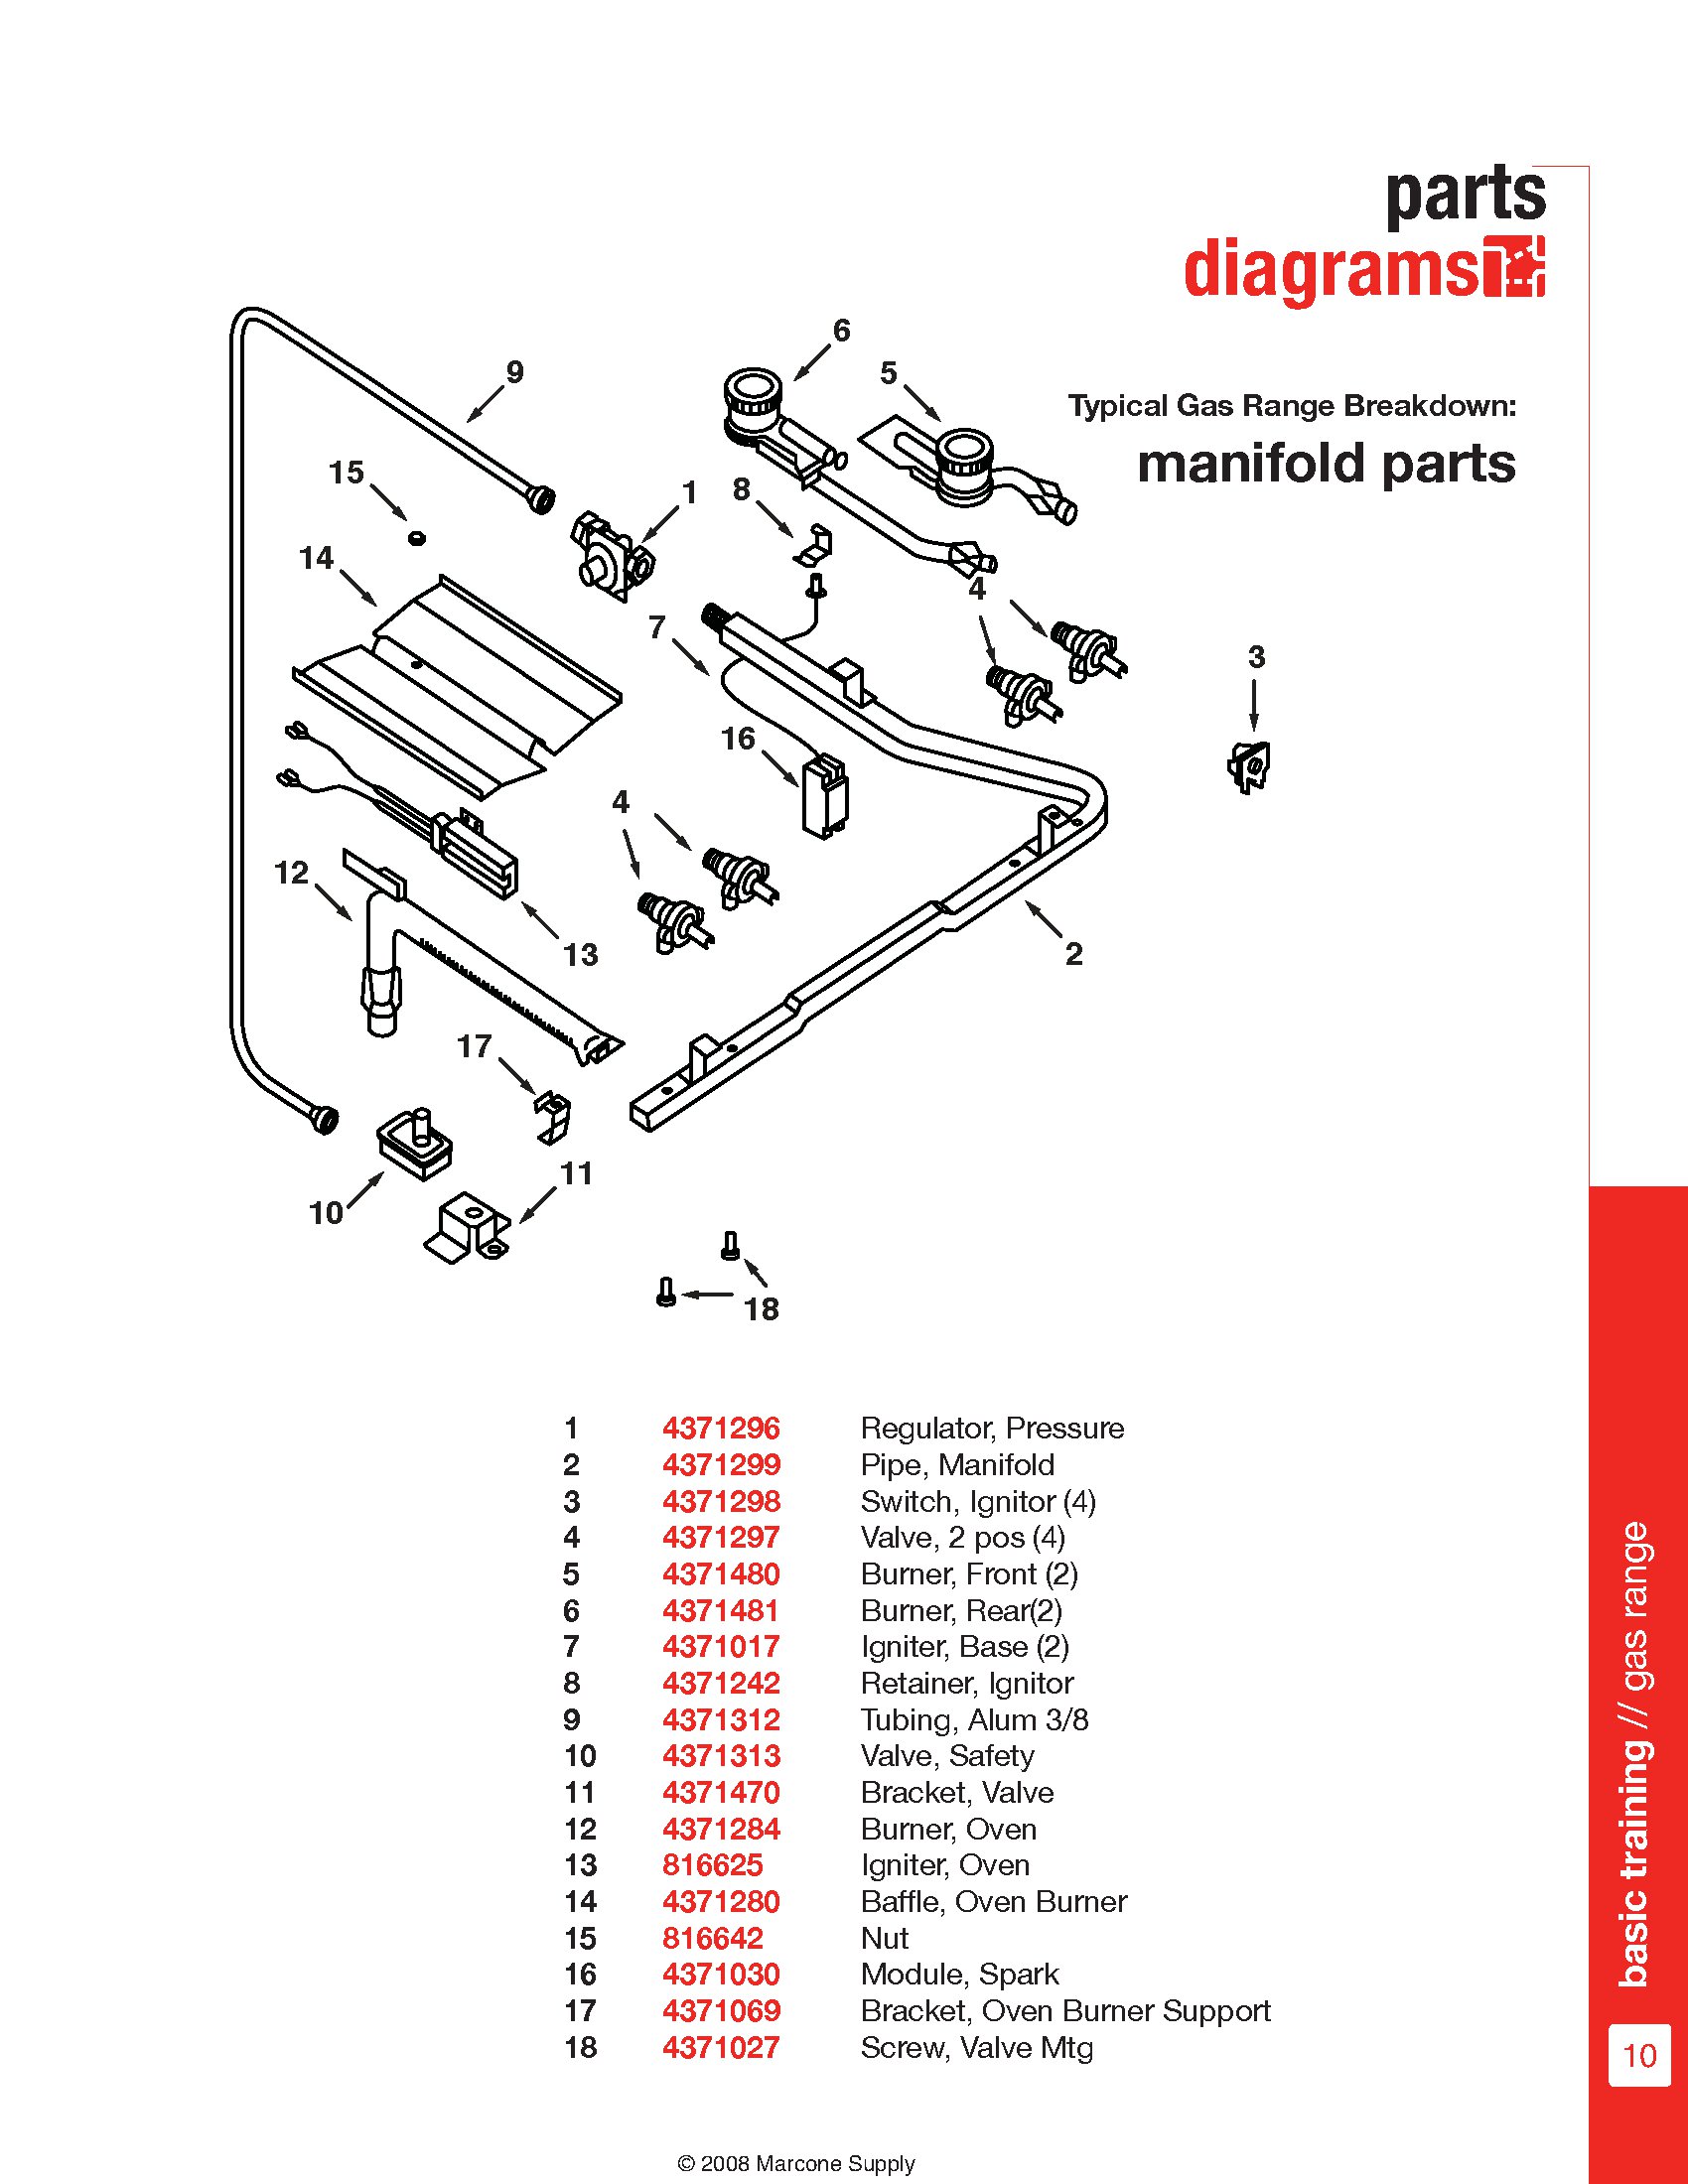 parts
diagrams
Typical Gas Range Breakdown:
manifold parts
6
9
5
15
1
8
14
4
7
3
16
4
12
13
2
17
11
10
18
1 4371296 Regulator, Pressure
2 4371299 Pipe, Manifold
3 4371298 Switch, Ignitor (4)
4 4371297 Valve, 2 pos (4)
5 4371480 Burner, Front (2)
6 4371481 Burner, Rear(2)
7 4371017 Igniter, Base (2)
8 4371242 Retainer, Ignitor
9 4371312 Tubing, Alum 3/8
10 4371313 Valve, Safety
11 4371470 Bracket, Valve
12 4371284 Burner, Oven
13 816625 Igniter, Oven
14 4371280 Baffle, Oven Burner
15 816642 Nut
16 4371030 Module, Spark
17 4371069 Bracket, Oven Burner Support
18 4371027 Screw, Valve Mtg
basic training // gas range
10
© 2008 Marcone Supply